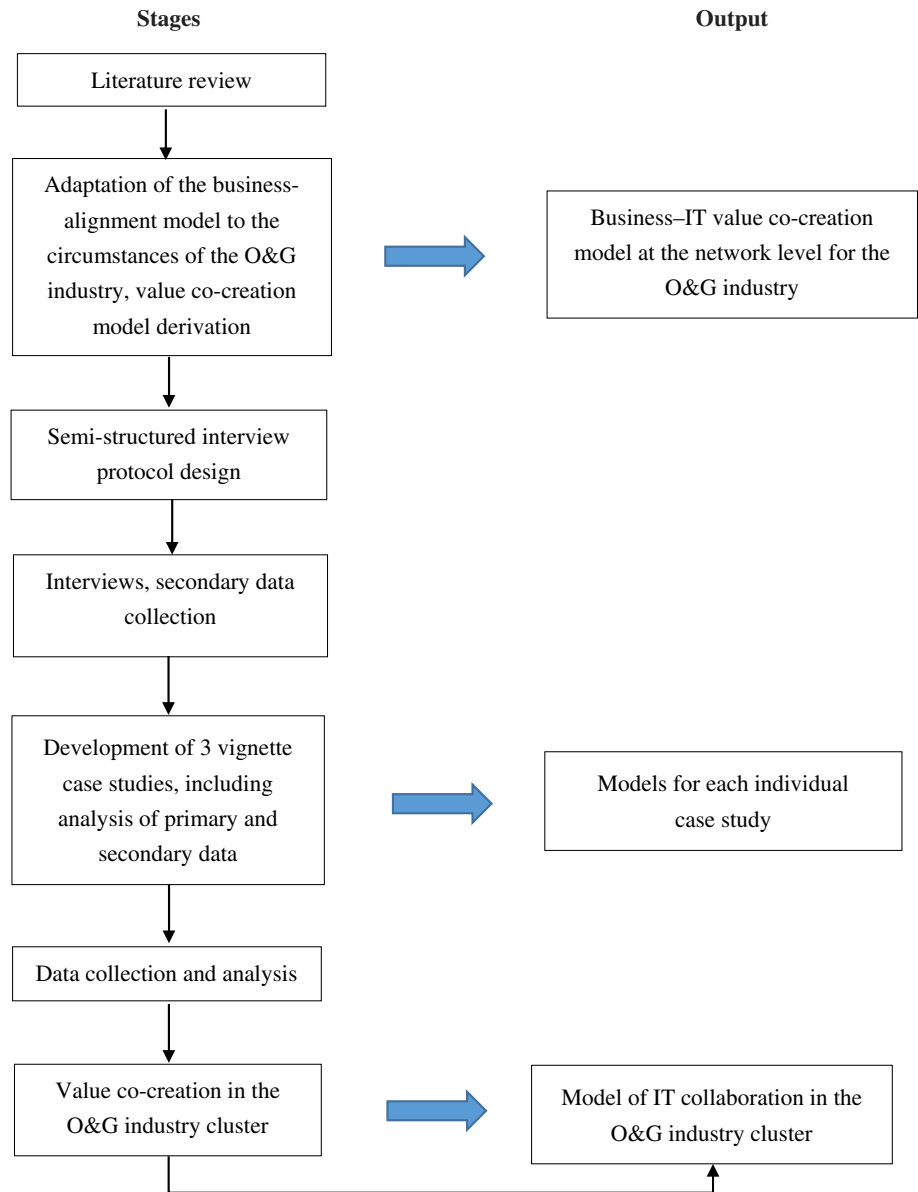 Stages
Output
Literature review
Adaptation of the business-
alignment model to the
circumstances of the O&G
industry, value co-creation
model derivation
Business–IT value co-creation
model at the network level for the
O&G industry
Semi-structured interview
protocol design
Interviews, secondary data
collection
Development of 3 vignette
case studies, including
analysis of primary and
secondary data
Models for each individual
case study
Data collection and analysis
Value co-creation in the
O&G industry cluster
Model of IT collaboration in the
O&G industry cluster